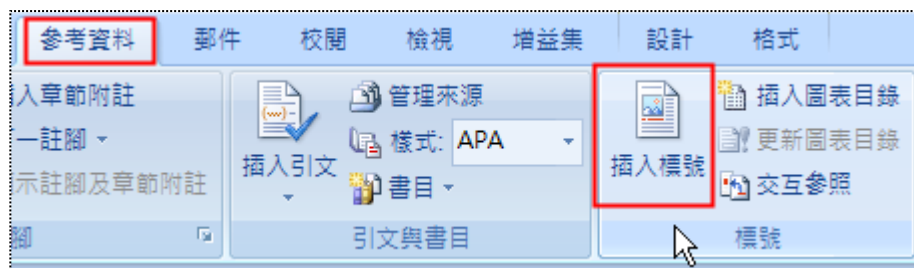 參考資料 郵件 校閱 檢視 增益集 設計 格式
入章節附註 管理來源 插入圖表目錄
一註腳 樣式: APA 更新圖表目錄
插入引文 插入標號
示註腳及章節附註 書目 交互參照
腳 引文與書目 標號